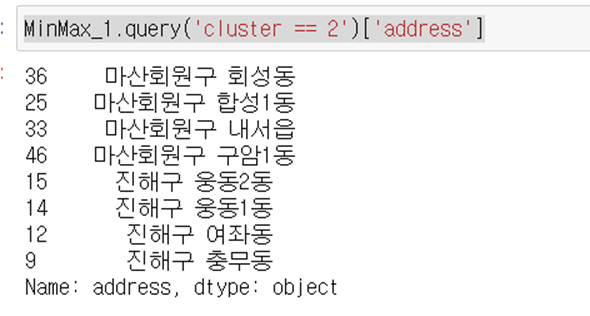 MinMax_1.query('cluster == 2')['address']
36 마산회원구 회성동
25 마산회원구 합성1동
33 마산회원구 내서읍
46 마산회원구 구암1동
15 진해구 웅동2동
14 진해구 웅동1동
12 진해구 여좌동
9 진해구 충무동
Name: address, dtype: object